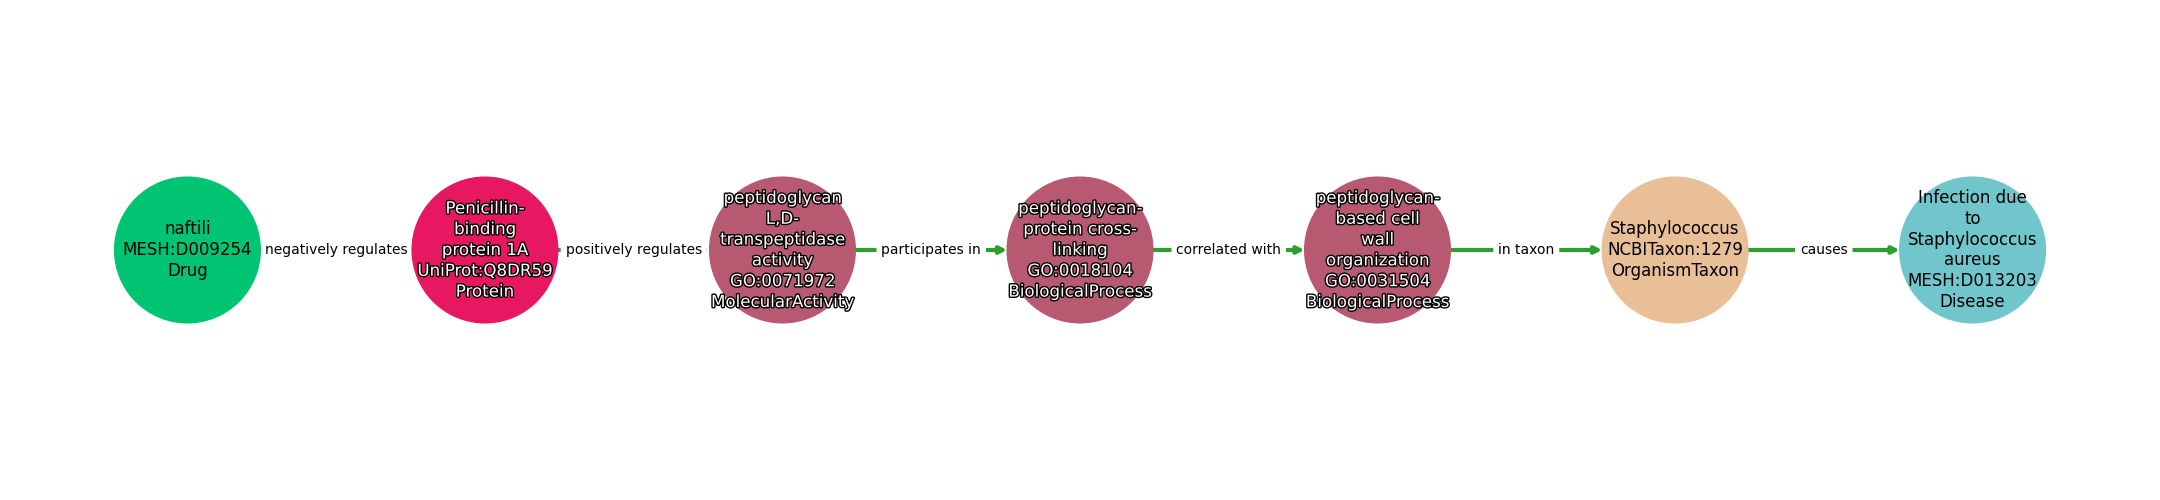 naftili
MESH:D009254
Drug
negatively regulates
Penicillin-
binding
protein 1A
UniProt:Q8DR59
Protein
positively regulates
peptidoglycan
L,D-
transpeptidase
activity
GO:0071972
MolecularActivity
participates in
peptidoglycan-
protein cross-
linking
GO:0018104
BiologicalProcess
correlated with
peptidoglycan-
based cell
wall
organization
GO:0031504
BiologicalProcess
in taxon
Staphylococcus
NCBITaxon:1279
OrganismTaxon
causes
Infection due
to
Staphylococcus
aureus
MESH:D013203
Disease